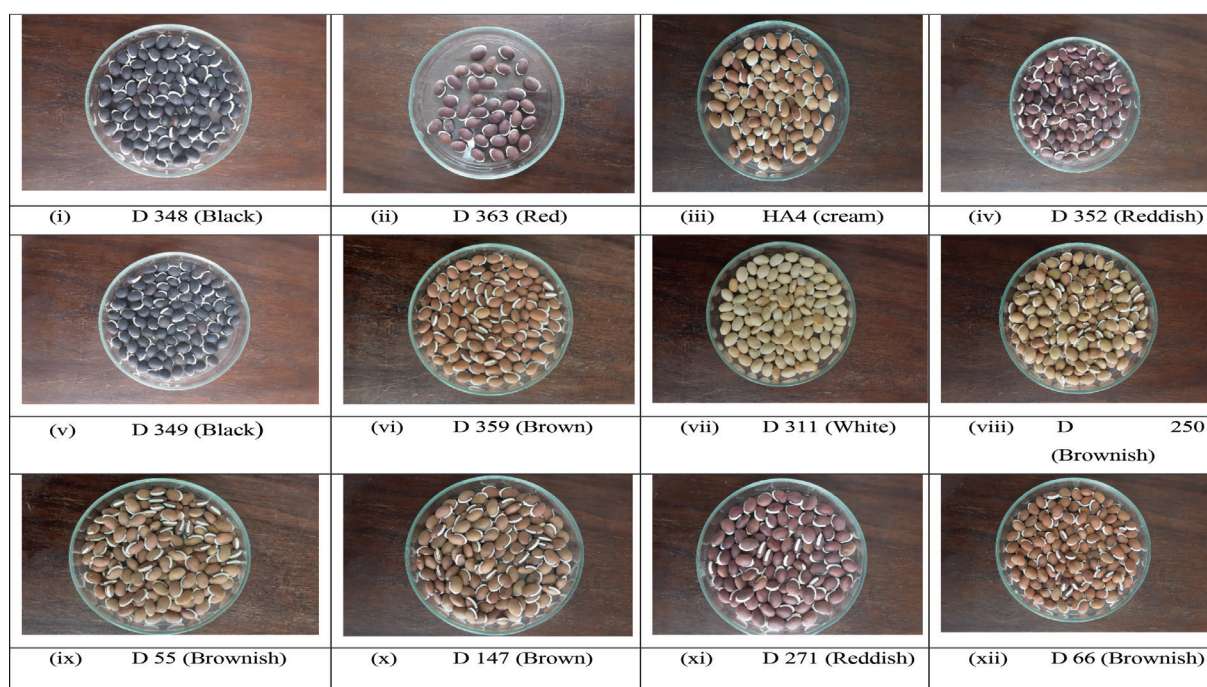 (i) D 348 (Black)
(ii) D 363 (Red)
(iii) HA4 (cream)
(iv) D 352 (Reddish)
(v) D 349 (Black)
(vi) D 359 (Brown)
(vii) D 311 (White)
(viii) D 250
(Brownish)
(ix) D 55 (Brownish)
(x) D 147 (Brown)
(xi) D 271 (Reddish)
(xii) D 66 (Brownish)